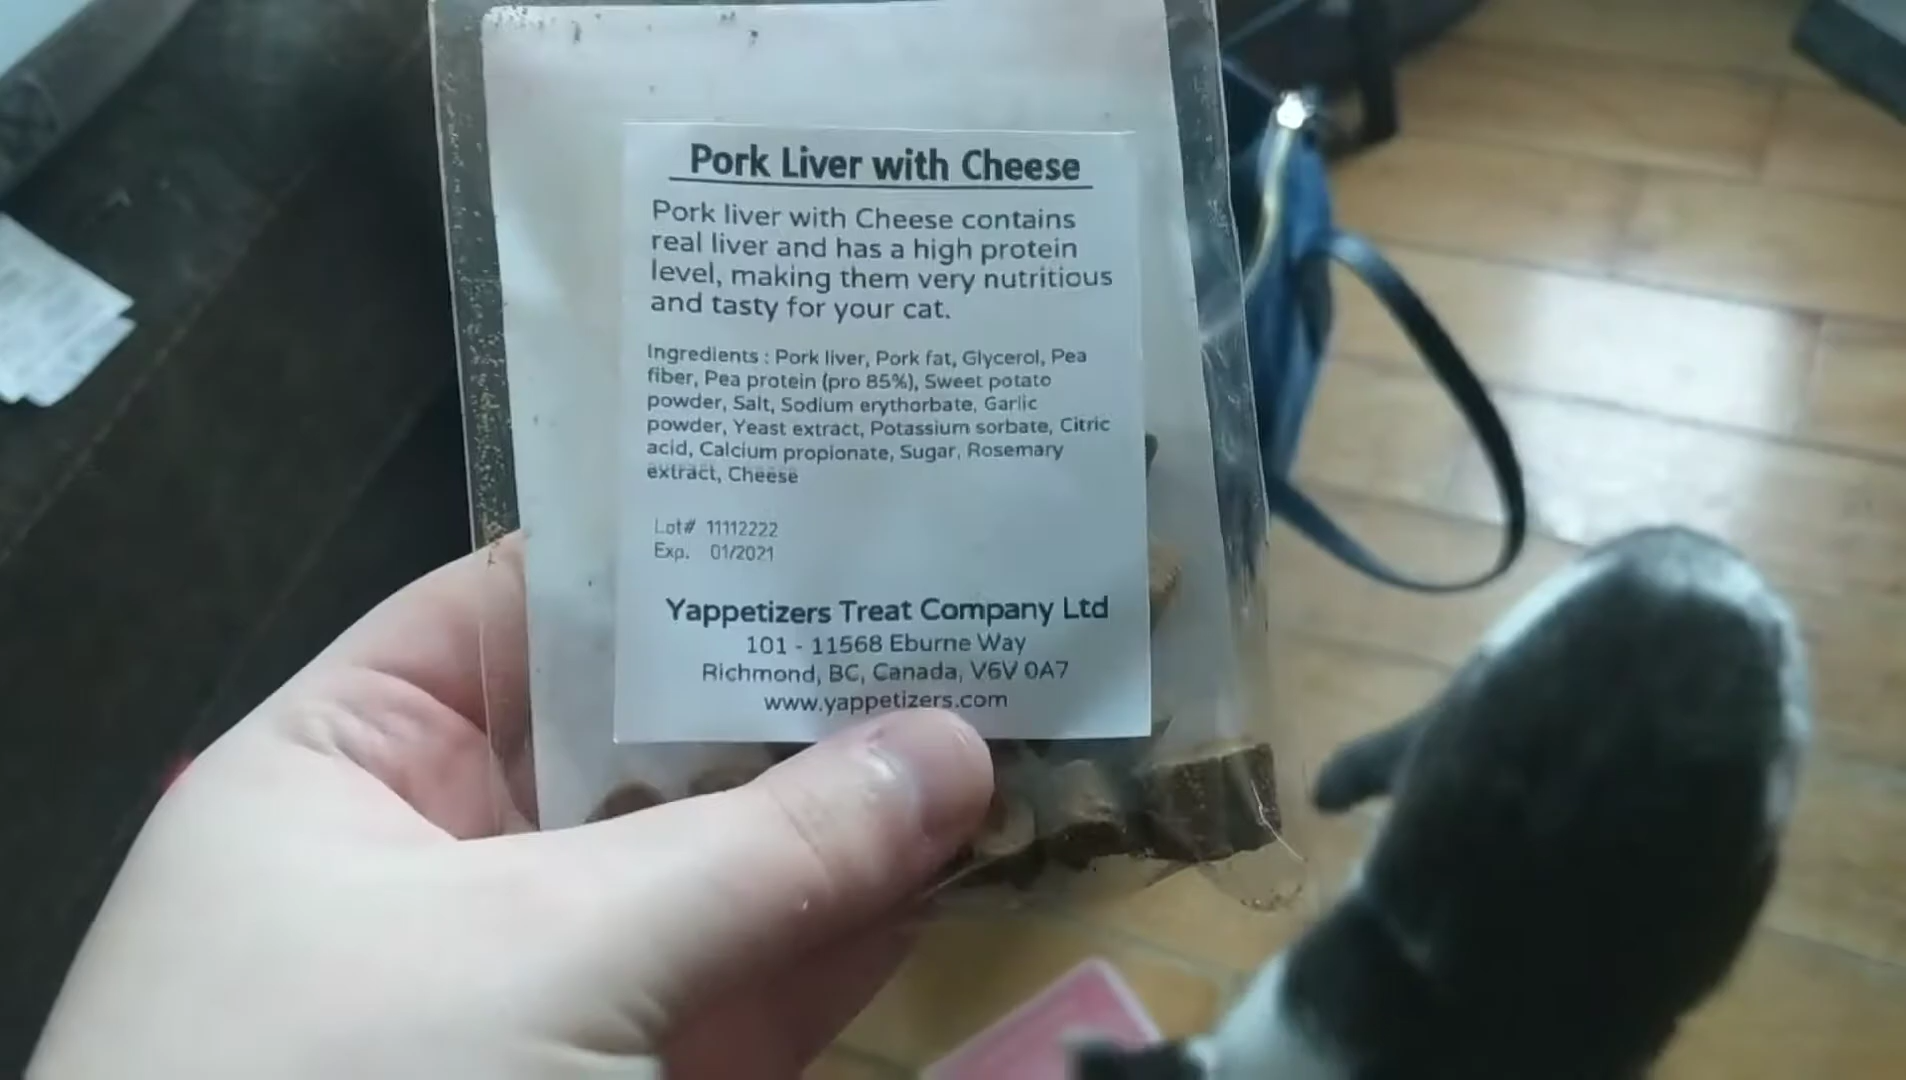 Pork Liver with Cheese
Pork liver with Cheese contains
real liver and has a high protein
level, making them very nutritious
and tasty for your cat.
Ingredients : Pork liver, Pork fat, Glycerol, Pea
fiber, Pea protein (pro 85%), Sweet potato
powder, Salt, Sodium erythorbate, Garlic
powder, Yeast extract, Potassium sorbate, Citric
acid, Calcium propionate, Sugar, Rosemary
extract, Cheese
Lot# 11112222
Exp. 01/2021
Yappetizers Treat Company Ltd
101 - 11568 Eburne Way
Richmond, BC, Canada, V6V 0A7
www.yappetizers.com